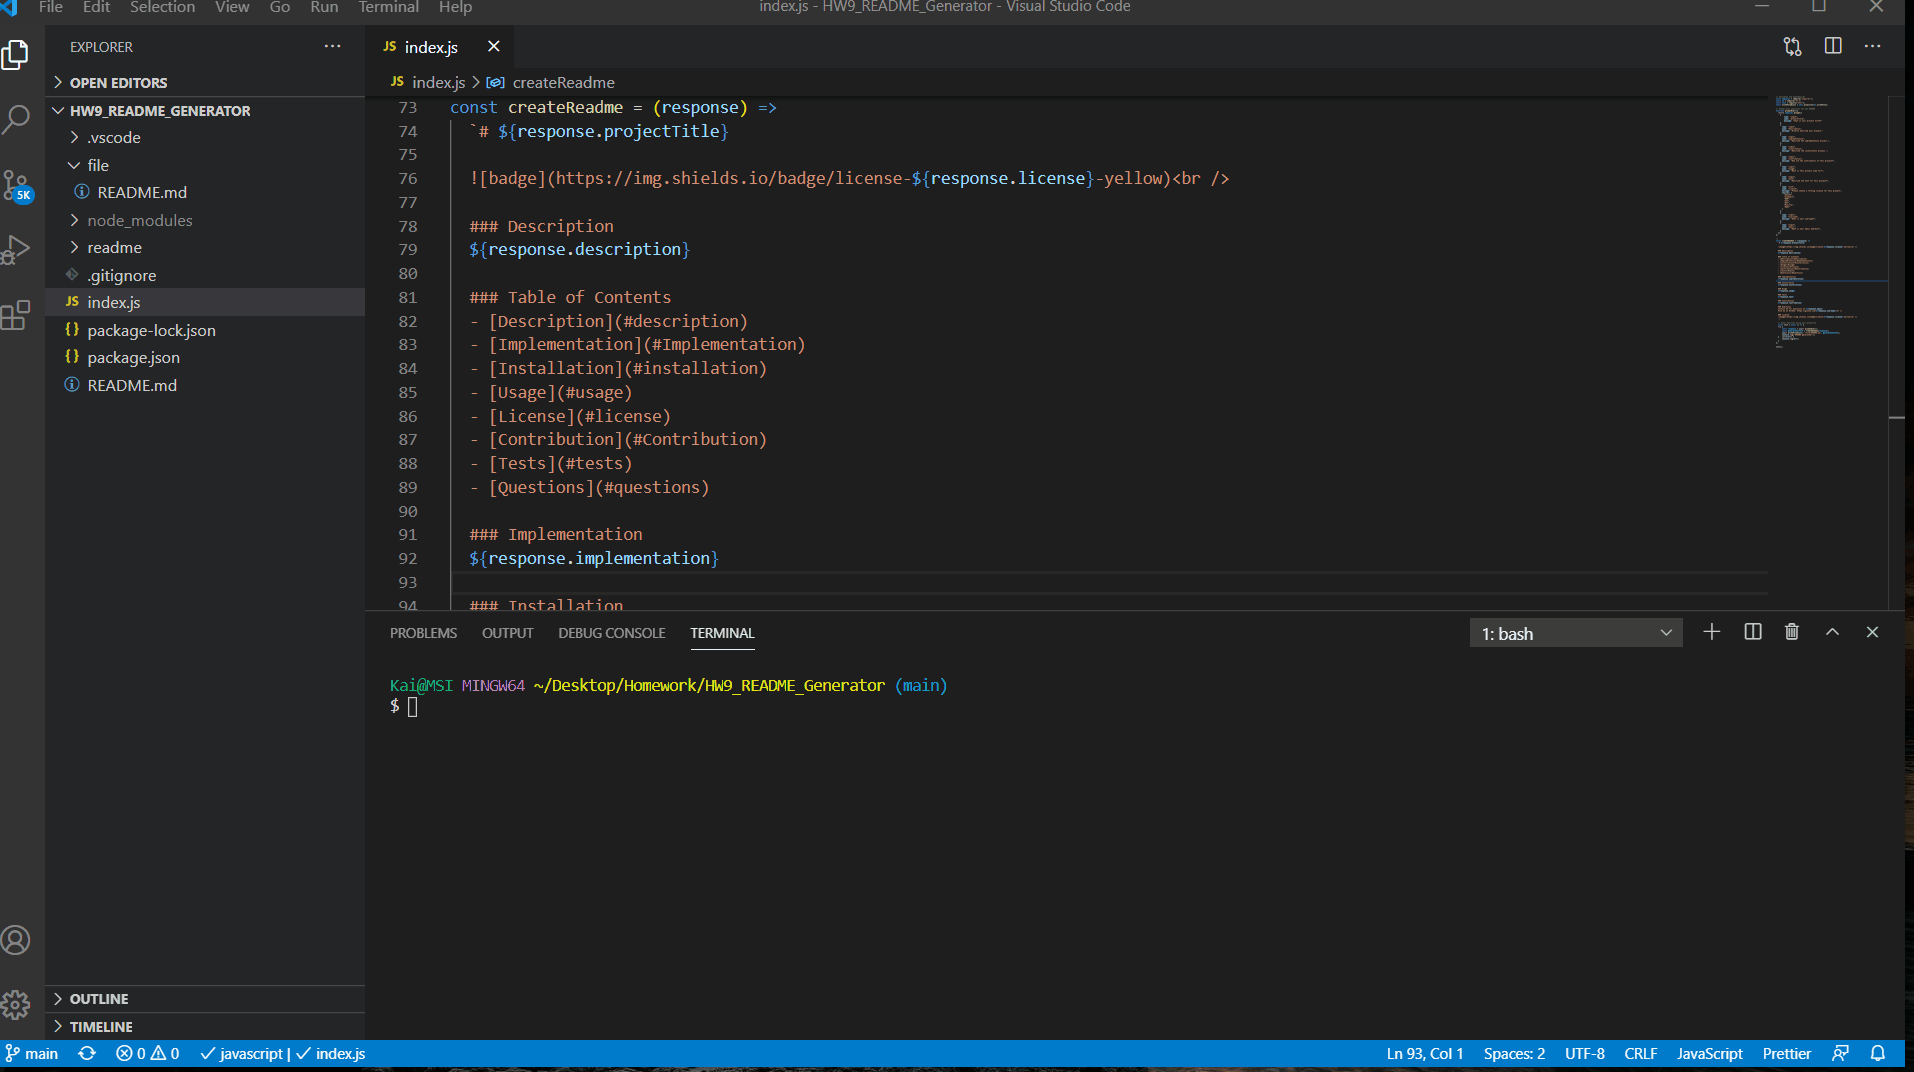 File Edit Selection View Go Run Terminal Help index.js - HW9_README_Generator - Visual Studio Code
EXPLORER ···
OPEN EDITORS
HW9_README_GENERATOR
.vscode
file
README.md
node_modules
readme
.gitignore
JS index.js
{} package-lock.json
{} package.json
README.md
5K
OUTLINE
TIMELINE
JS index.js ···
JS index.js > createReadme
73 const createReadme = (response) =>
74 `# ${response.projectTitle}
75
76 ![badge](https://img.shields.io/badge/license-${response.license}-yellow)<br />
77
78 ### Description
79 ${response.description}
80
81 ### Table of Contents
82 - [Description](#description)
83 - [Implementation](#Implementation)
84 - [Installation](#installation)
85 - [Usage](#usage)
86 - [License](#license)
87 - [Contribution](#Contribution)
88 - [Tests](#tests)
89 - [Questions](#questions)
90
91 ### Implementation
92 ${response.implementation}
93
94 ### Installation
PROBLEMS OUTPUT DEBUG CONSOLE TERMINAL 1: bash
Kai@MSI MINGW64 ~/Desktop/Homework/HW9_README_Generator (main)
$
main 0 0 javascript | index.js Ln 93, Col 1 Spaces: 2 UTF-8 CRLF JavaScript Prettier